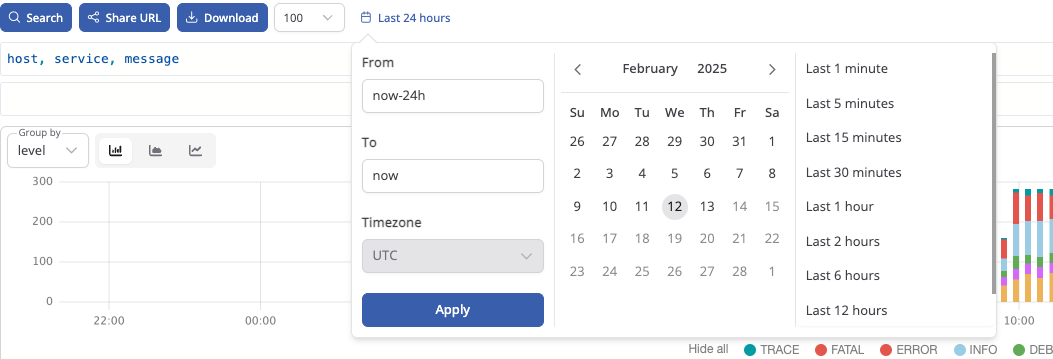 Search Share URL Download 100 Last 24 hours
host, service, message
From
now-24h
To
now
Timezone
UTC
Apply
February 2025
Su Mo Tu We Th Fr Sa
26 27 28 29 30 31 1
2 3 4 5 6 7 8
9 10 11 12 13 14 15
16 17 18 19 20 21 22
23 24 25 26 27 28 1
Last 1 minute
Last 5 minutes
Last 15 minutes
Last 30 minutes
Last 1 hour
Last 2 hours
Last 6 hours
Last 12 hours
Group by
level
300
200
100
0
22:00 00:00 10:00
Hide all TRACE FATAL ERROR INFO DEB